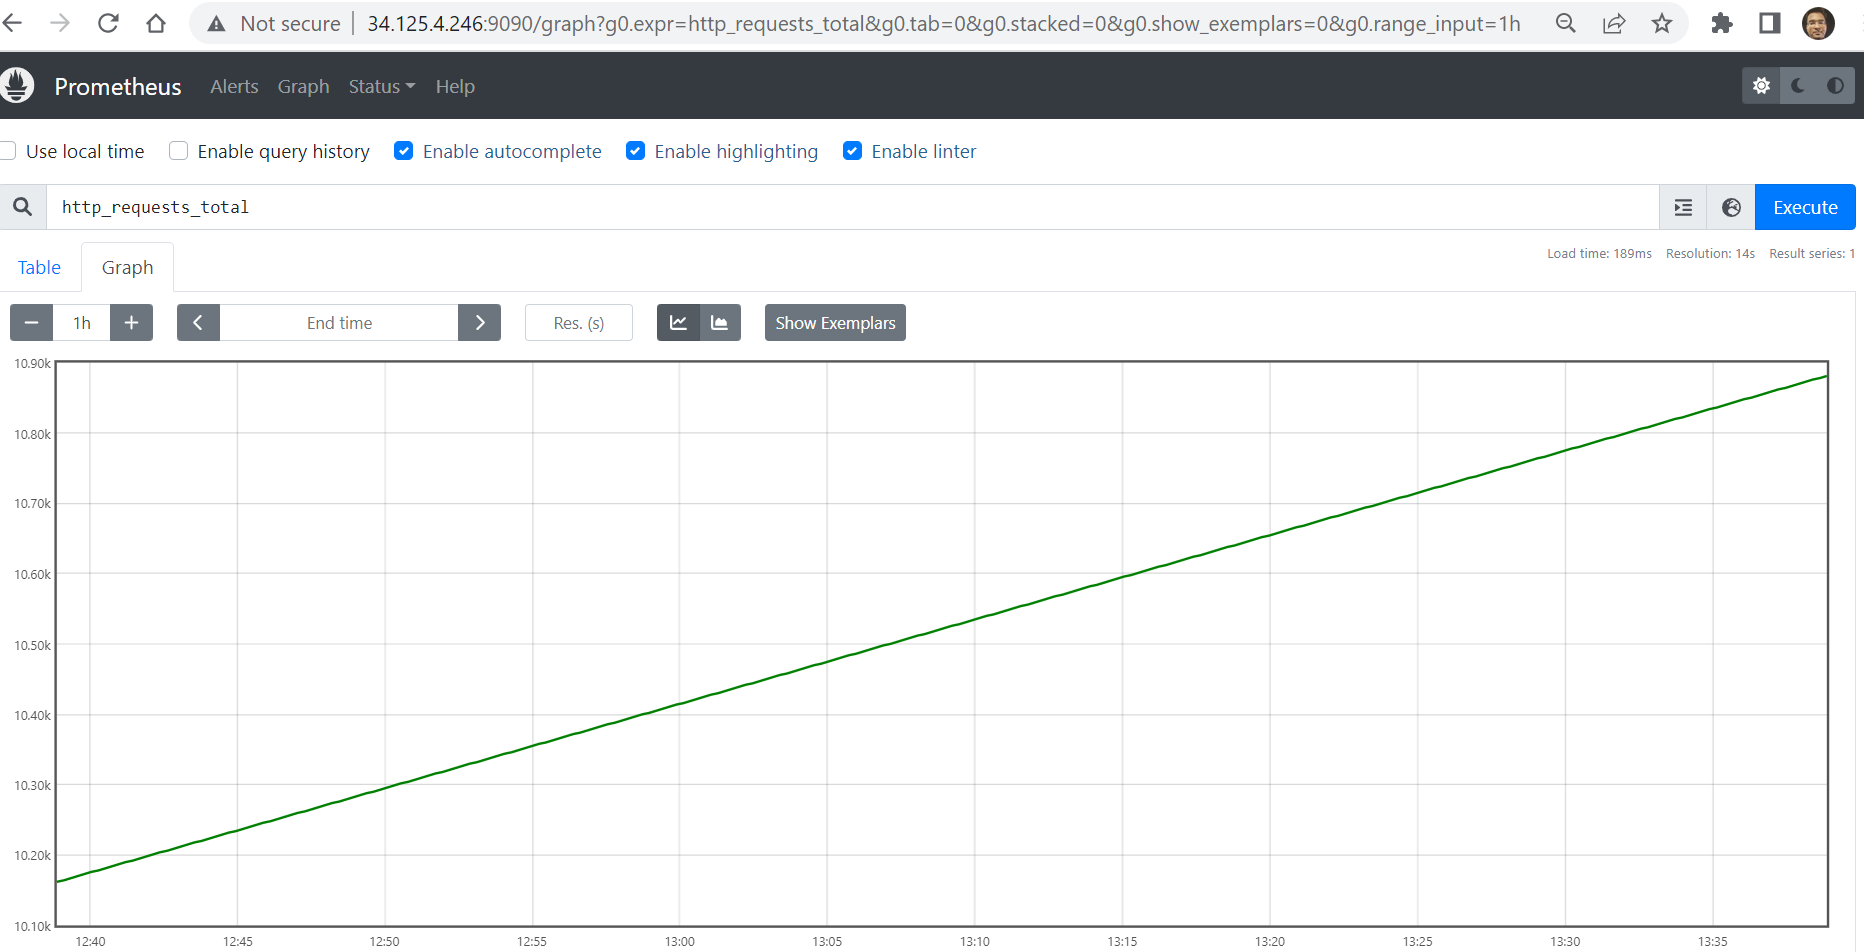 Not secure | 34.125.4.246:9090/graph?g0.expr=http_requests_total&g0.tab=0&g0.stacked=0&g0.show_exemplars=0&g0.range_input=1h
Prometheus Alerts Graph Status Help
Use local time Enable query history Enable autocomplete Enable highlighting Enable linter
http_requests_total Execute
Load time: 189ms Resolution: 14s Result series: 1
Table Graph
1h End time Res. (s) Show Exemplars
10.90k
10.80k
10.70k
10.60k
10.50k
10.40k
10.30k
10.20k
10.10k
12:40 12:45 12:50 12:55 13:00 13:05 13:10 13:15 13:20 13:25 13:30 13:35